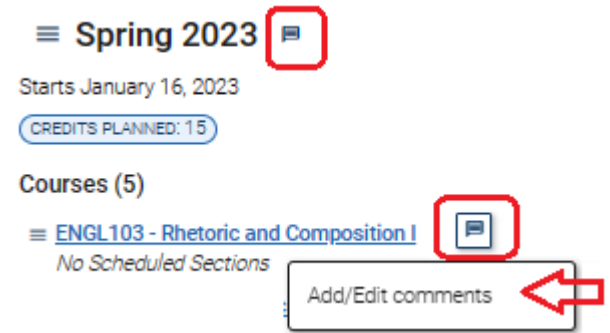 Spring 2023
Starts January 16, 2023
CREDITS PLANNED: 15
Courses (5)
ENGL103 - Rhetoric and Composition I
No Scheduled Sections
Add/Edit comments